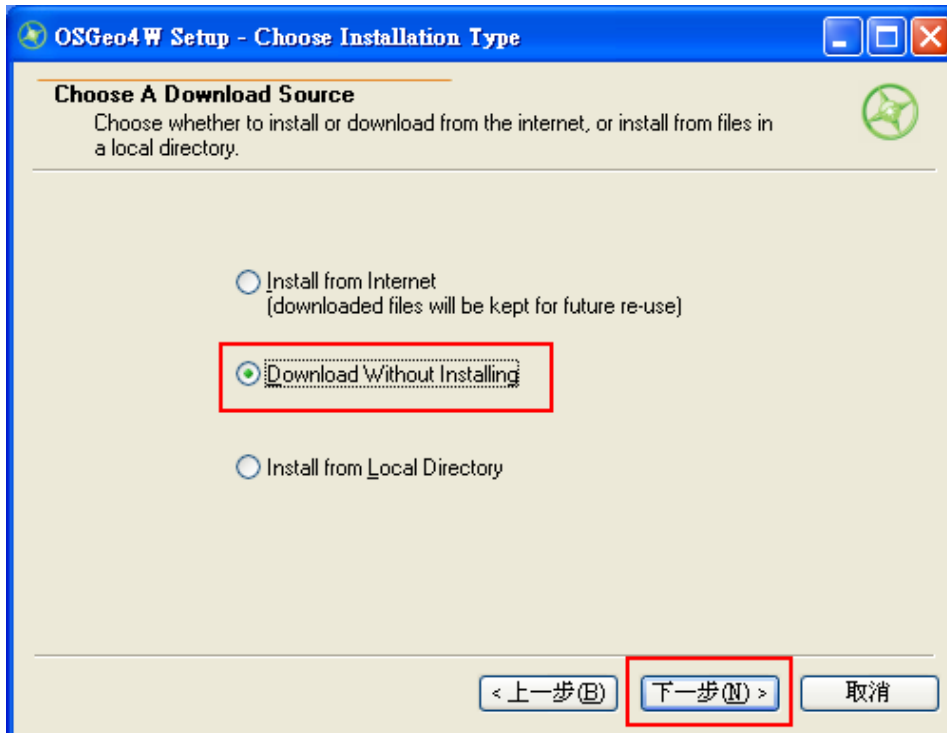 OSGeo4W Setup - Choose Installation Type
Choose A Download Source
Choose whether to install or download from the internet, or install from files in
a local directory.
Install from Internet
(downloaded files will be kept for future re-use)
Download Without Installing
Install from Local Directory
< 上一步(B)
下一步(N) >
取消